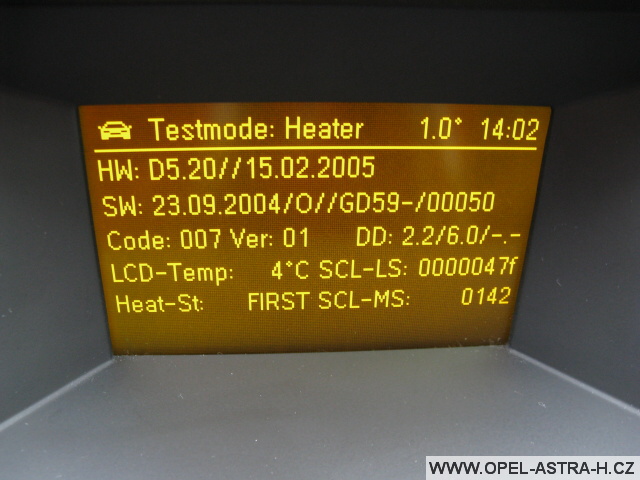 Testmode: Heater 1.0° 14:02
HW: D5.20//15.02.2005
SW: 23.09.2004/O//GD59-/00050
Code: 007 Ver: 01 DD: 2.2/6.0/-.-
LCD-Temp: 4°C SCL-LS: 0000047f
Heat-St: FIRST SCL-MS: 0142
WWW.OPEL-ASTRA-H.CZ